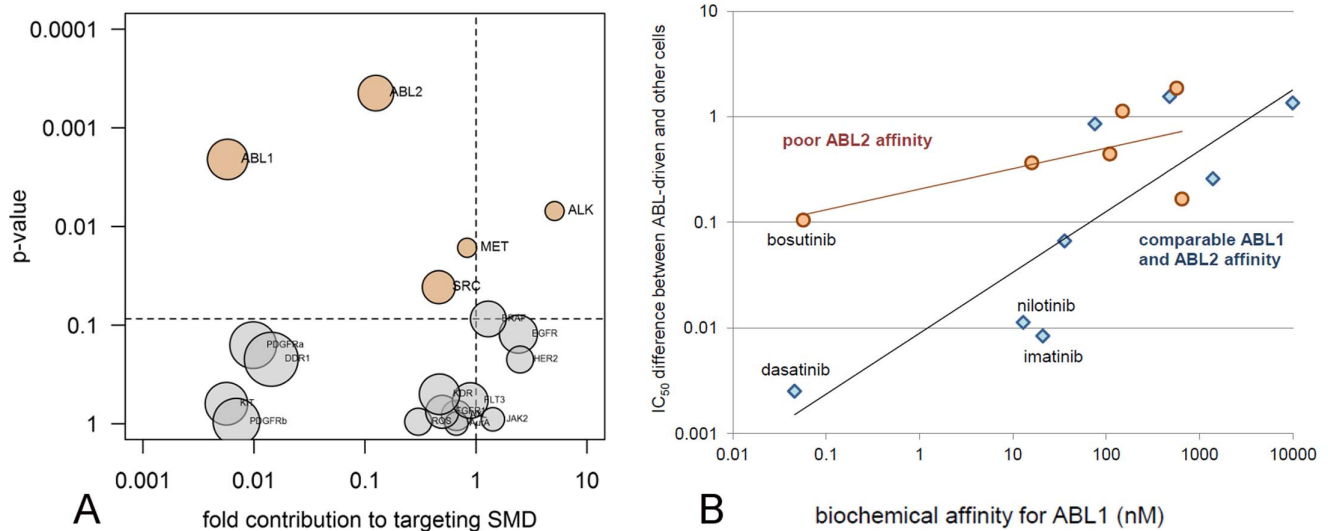 0.0001
0.001
0.01
0.1
1
p-value
ABL2
ABL1
ALK
MET
SRC
BRAF
EGFR
HER2
PDGFRa
DDR1
KIT
PDGFRb
KDR
FLT3
ROS
AurA
JAK2
0.001
0.01
0.1
1
10
fold contribution to targeting SMD
A
10
1
0.1
0.01
0.001
IC50 difference between ABL-driven and other cells
poor ABL2 affinity
bosutinib
comparable ABL1
and ABL2 affinity
nilotinib
imatinib
dasatinib
0.01
0.1
1
10
100
1000
10000
biochemical affinity for ABL1 (nM)
B